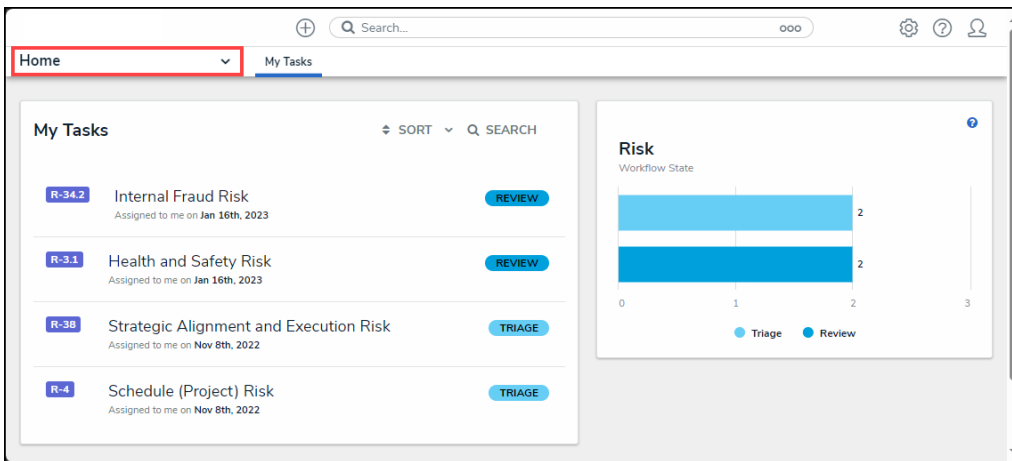 Search...
Home
My Tasks
My Tasks
SORT
SEARCH
R-34.2
Internal Fraud Risk
REVIEW
Assigned to me on Jan 16th, 2023
R-3.1
Health and Safety Risk
REVIEW
Assigned to me on Jan 16th, 2023
R-38
Strategic Alignment and Execution Risk
TRIAGE
Assigned to me on Nov 8th, 2022
R-4
Schedule (Project) Risk
TRIAGE
Assigned to me on Nov 8th, 2022
Risk
Workflow State
2
2
0 1 2 3
Triage Review